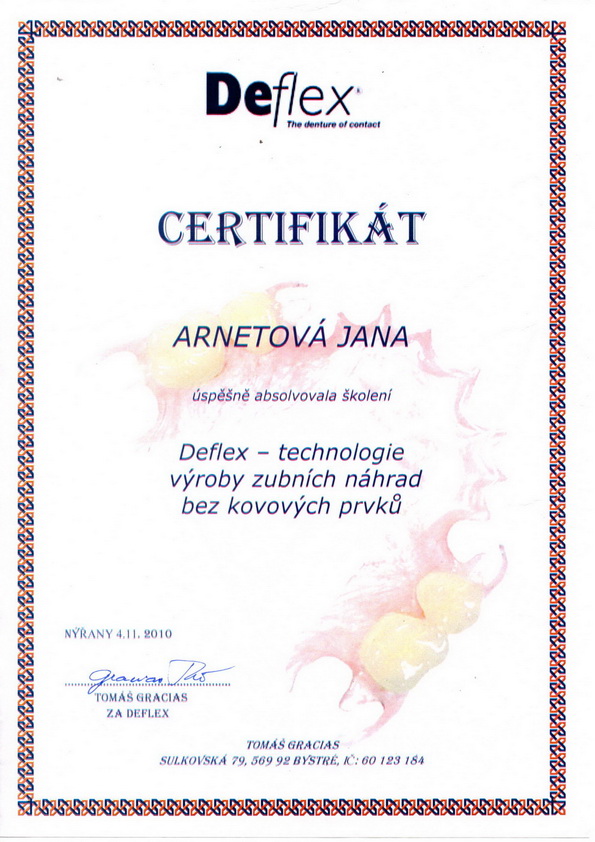 Deflex®
The denture of contact
CERTIFIKÁT
ARNETOVÁ JANA
úspěšně absolvovala školení
Deflex – technologie
výroby zubních náhrad
bez kovových prvků
NÝŘANY 4.11. 2010
TOMÁŠ GRACIAS
ZA DEFLEX
TOMÁŠ GRACIAS
SULKOVSKÁ 79, 569 92 BYSTRÉ, IČ: 60 123 184